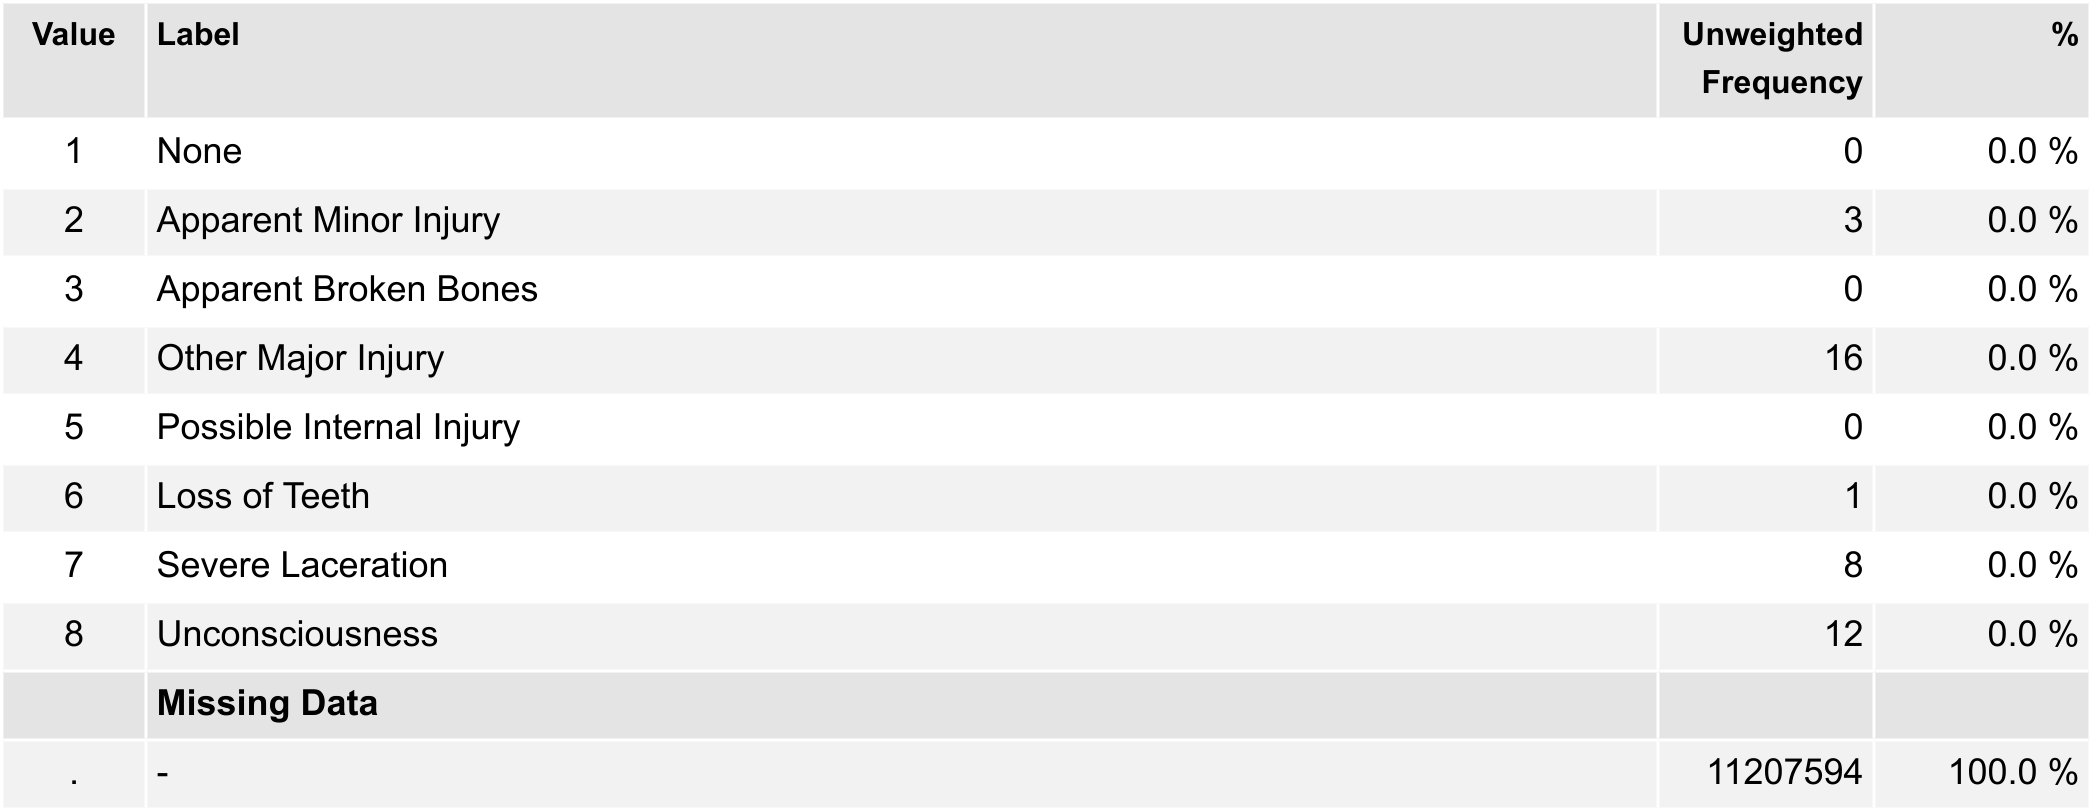 Value Label Unweighted Frequency %
1 None 0 0.0 %
2 Apparent Minor Injury 3 0.0 %
3 Apparent Broken Bones 0 0.0 %
4 Other Major Injury 16 0.0 %
5 Possible Internal Injury 0 0.0 %
6 Loss of Teeth 1 0.0 %
7 Severe Laceration 8 0.0 %
8 Unconsciousness 12 0.0 %
Missing Data
. - 11207594 100.0 %